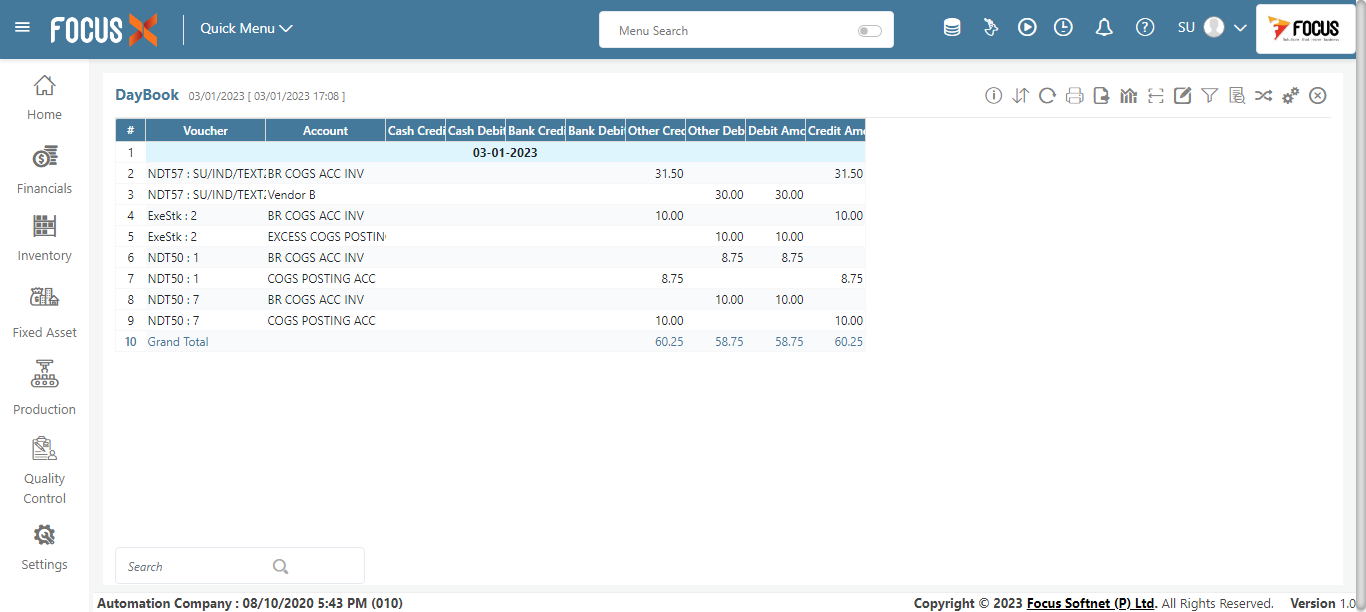 FOCUS X Quick Menu Menu Search SU FOCUS
DayBook 03/01/2023 [ 03/01/2023 17:08 ]
# Voucher Account Cash Credi Cash Debit Bank Credi Bank Debi Other Cred Other Deb Debit Amo Credit Amo
1 03-01-2023
2 NDT57 : SU/IND/TEXT2 BR COGS ACC INV 31.50 31.50
3 NDT57 : SU/IND/TEXT2 Vendor B 30.00 30.00
4 ExeStk : 2 BR COGS ACC INV 10.00 10.00
5 ExeStk : 2 EXCESS COGS POSTING 10.00 10.00
6 NDT50 : 1 BR COGS ACC INV 8.75 8.75
7 NDT50 : 1 COGS POSTING ACC 8.75 8.75
8 NDT50 : 7 BR COGS ACC INV 10.00 10.00
9 NDT50 : 7 COGS POSTING ACC 10.00 10.00
10 Grand Total 60.25 58.75 58.75 60.25
Home
Financials
Inventory
Fixed Asset
Production
Quality
Control
Settings
Search
Automation Company : 08/10/2020 5:43 PM (010)
Copyright © 2023 Focus Softnet (P) Ltd. All Rights Reserved. Version 1.0